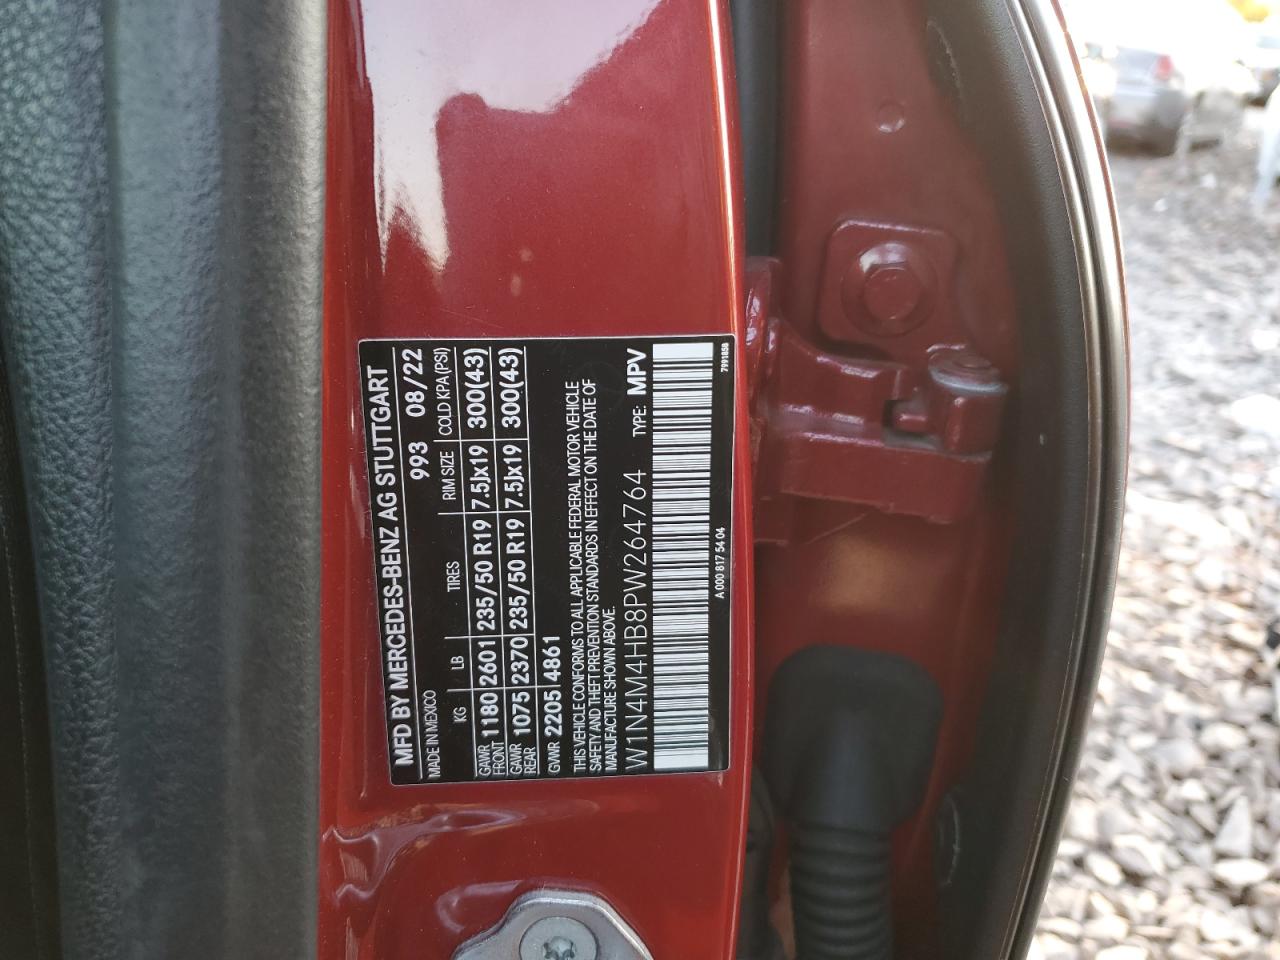 MFD BY MERCEDES-BENZ AG STUTTGART
MADE IN MEXICO 993 08/22
KG LB TIRES RIM SIZE COLD KPA (PSI)
GAWR FRONT 1180 2601 235/50 R19 7.5Jx19 300(43)
GAWR REAR 1075 2370 235/50 R19 7.5Jx19 300(43)
GVWR 2205 4861
THIS VEHICLE CONFORMS TO ALL APPLICABLE FEDERAL MOTOR VEHICLE
SAFETY AND THEFT PREVENTION STANDARDS IN EFFECT ON THE DATE OF
MANUFACTURE SHOWN ABOVE.
W1N4M4HB8PW264764 TYPE: MPV
A 000 817 54 04 7991858